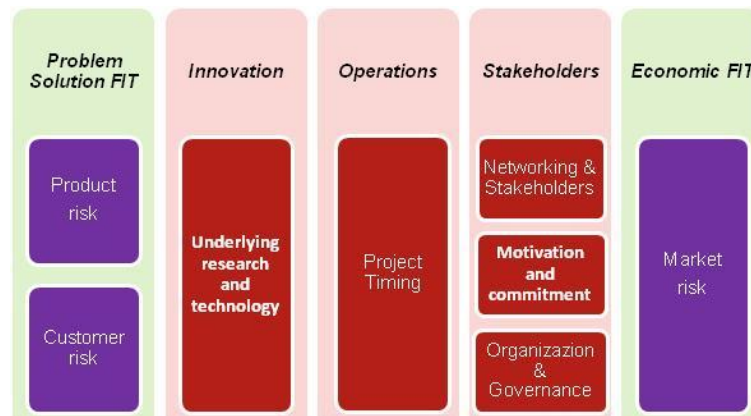 Problem
Solution FIT
Innovation
Operations
Stakeholders
Economic FIT
Product
risk
Customer
risk
Underlying
research
and
technology
Project
Timing
Networking &
Stakeholders
Motivation
and
commitment
Organizazion
&
Governance
Market
risk